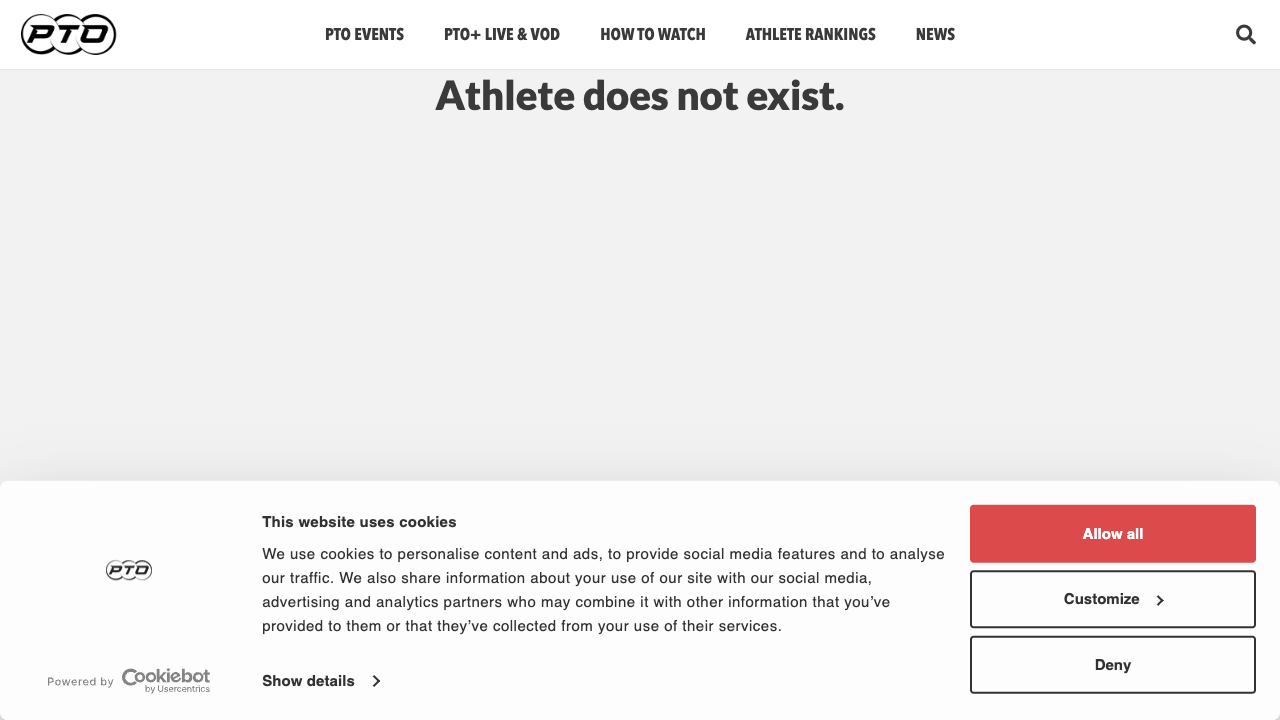 PTO
PTO EVENTS
PTO+ LIVE & VOD
HOW TO WATCH
ATHLETE RANKINGS
NEWS
Athlete does not exist.
PTO
Powered by Cookiebot
by Usercentrics
This website uses cookies
We use cookies to personalise content and ads, to provide social media features and to analyse
our traffic. We also share information about your use of our site with our social media,
advertising and analytics partners who may combine it with other information that you’ve
provided to them or that they’ve collected from your use of their services.
Show details
Allow all
Customize
Deny